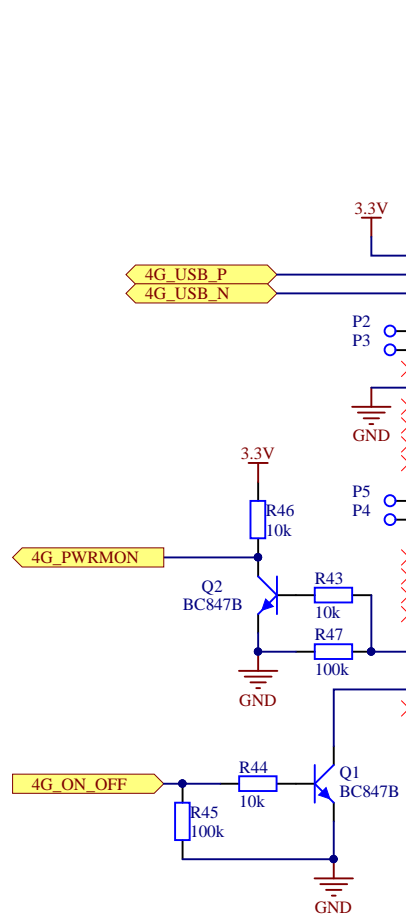 3.3V
4G_USB_P
4G_USB_N
P2
P3
GND
3.3V
P5
P4
R46
10k
4G_PWRMON
Q2
BC847B
R43
10k
R47
100k
GND
R44
10k
Q1
BC847B
4G_ON_OFF
R45
100k
GND